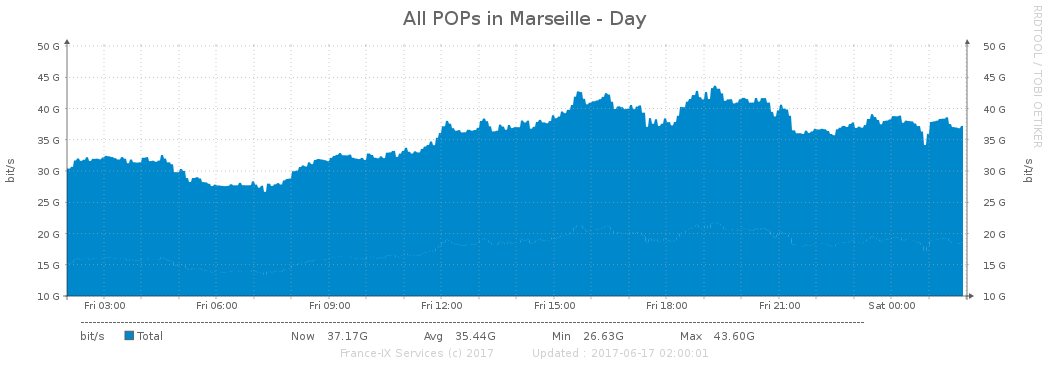 All POPs in Marseille - Day
RRDTOOL / TOBI OETIKER
50 G 50 G
45 G 45 G
40 G 40 G
35 G 35 G
30 G 30 G
25 G 25 G
20 G 20 G
15 G 15 G
10 G 10 G
bit/s bit/s
Fri 03:00 Fri 06:00 Fri 09:00 Fri 12:00 Fri 15:00 Fri 18:00 Fri 21:00 Sat 00:00
bit/s Total Now 37.17G Avg 35.44G Min 26.63G Max 43.60G
France-IX Services (c) 2017 Updated : 2017-06-17 02:00:01